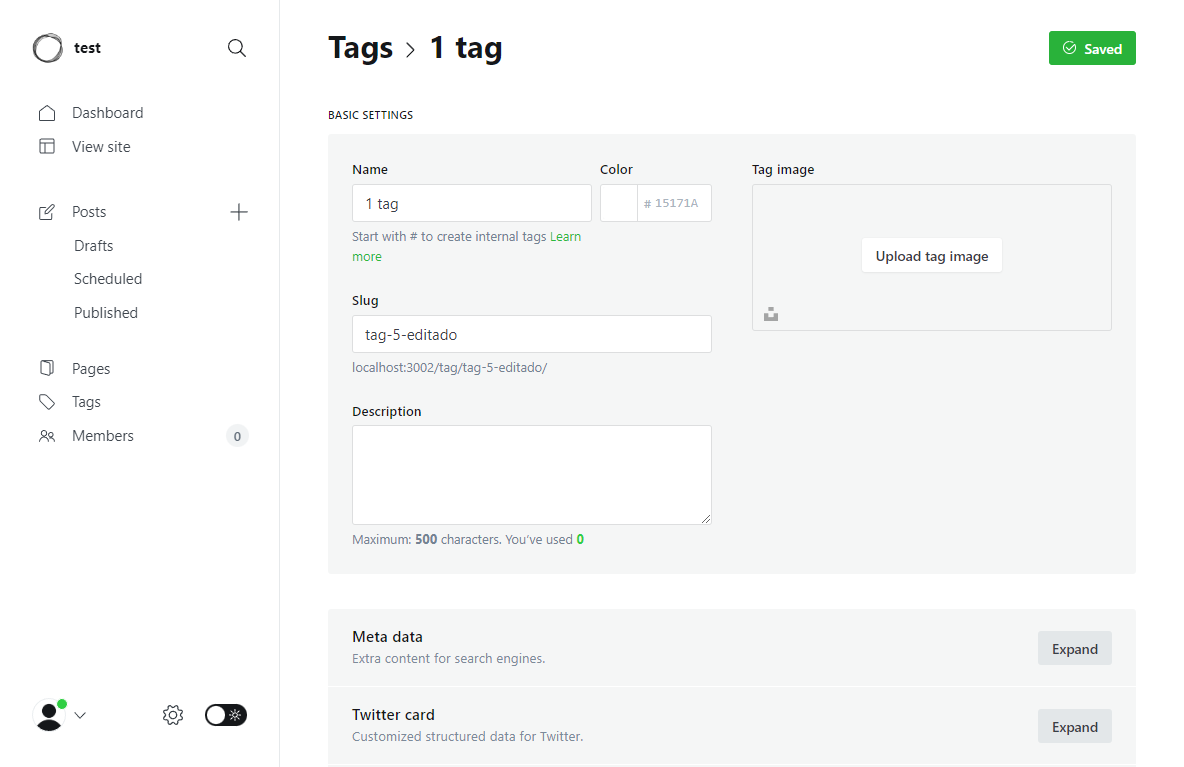 test
Dashboard
View site
Posts
Drafts
Scheduled
Published
Pages
Tags
Members 0
Tags > 1 tag
Saved
BASIC SETTINGS
Name
1 tag
Start with # to create internal tags Learn
more
Color
# 15171A
Slug
tag-5-editado
localhost:3002/tag/tag-5-editado/
Description
Maximum: 500 characters. You’ve used 0
Tag image
Upload tag image
Meta data
Extra content for search engines.
Expand
Twitter card
Customized structured data for Twitter.
Expand